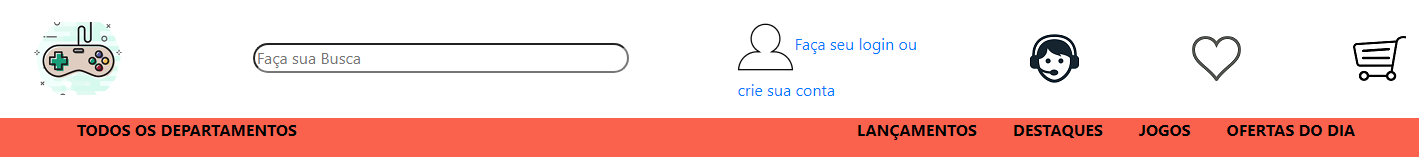 Faça sua Busca
Faça seu login ou
crie sua conta
TODOS OS DEPARTAMENTOS
LANÇAMENTOS
DESTAQUES
JOGOS
OFERTAS DO DIA